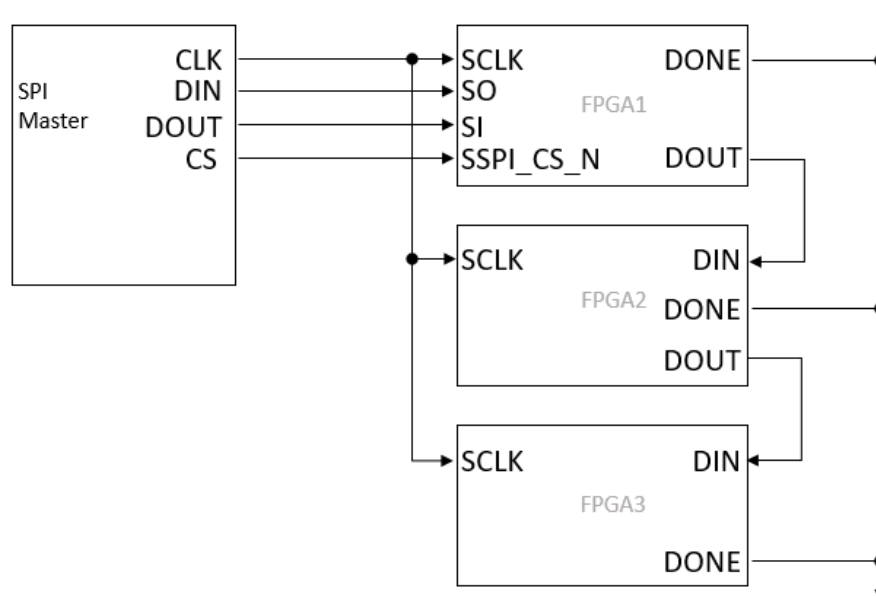 SPI
Master
CLK
DIN
DOUT
CS
SCLK
SO
SI
SSPI_CS_N
FPGA1
DONE
DOUT
SCLK
FPGA2
DIN
DONE
DOUT
SCLK
FPGA3
DIN
DONE